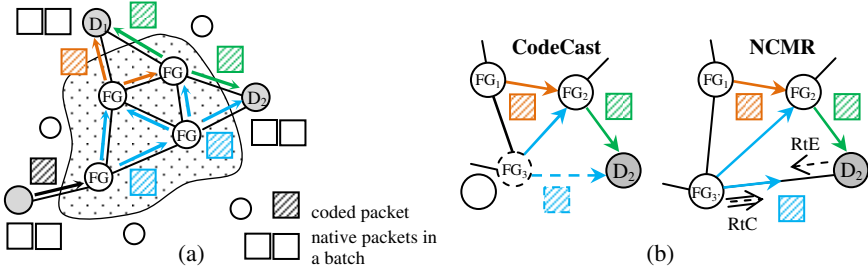 D1
FG
FG
D2
FG
FG
coded packet
native packets in
a batch
(a)
CodeCast
FG1
FG2
FG3
D2
NCMR
FG1
FG2
RtE
D2
FG3'
RtC
(b)